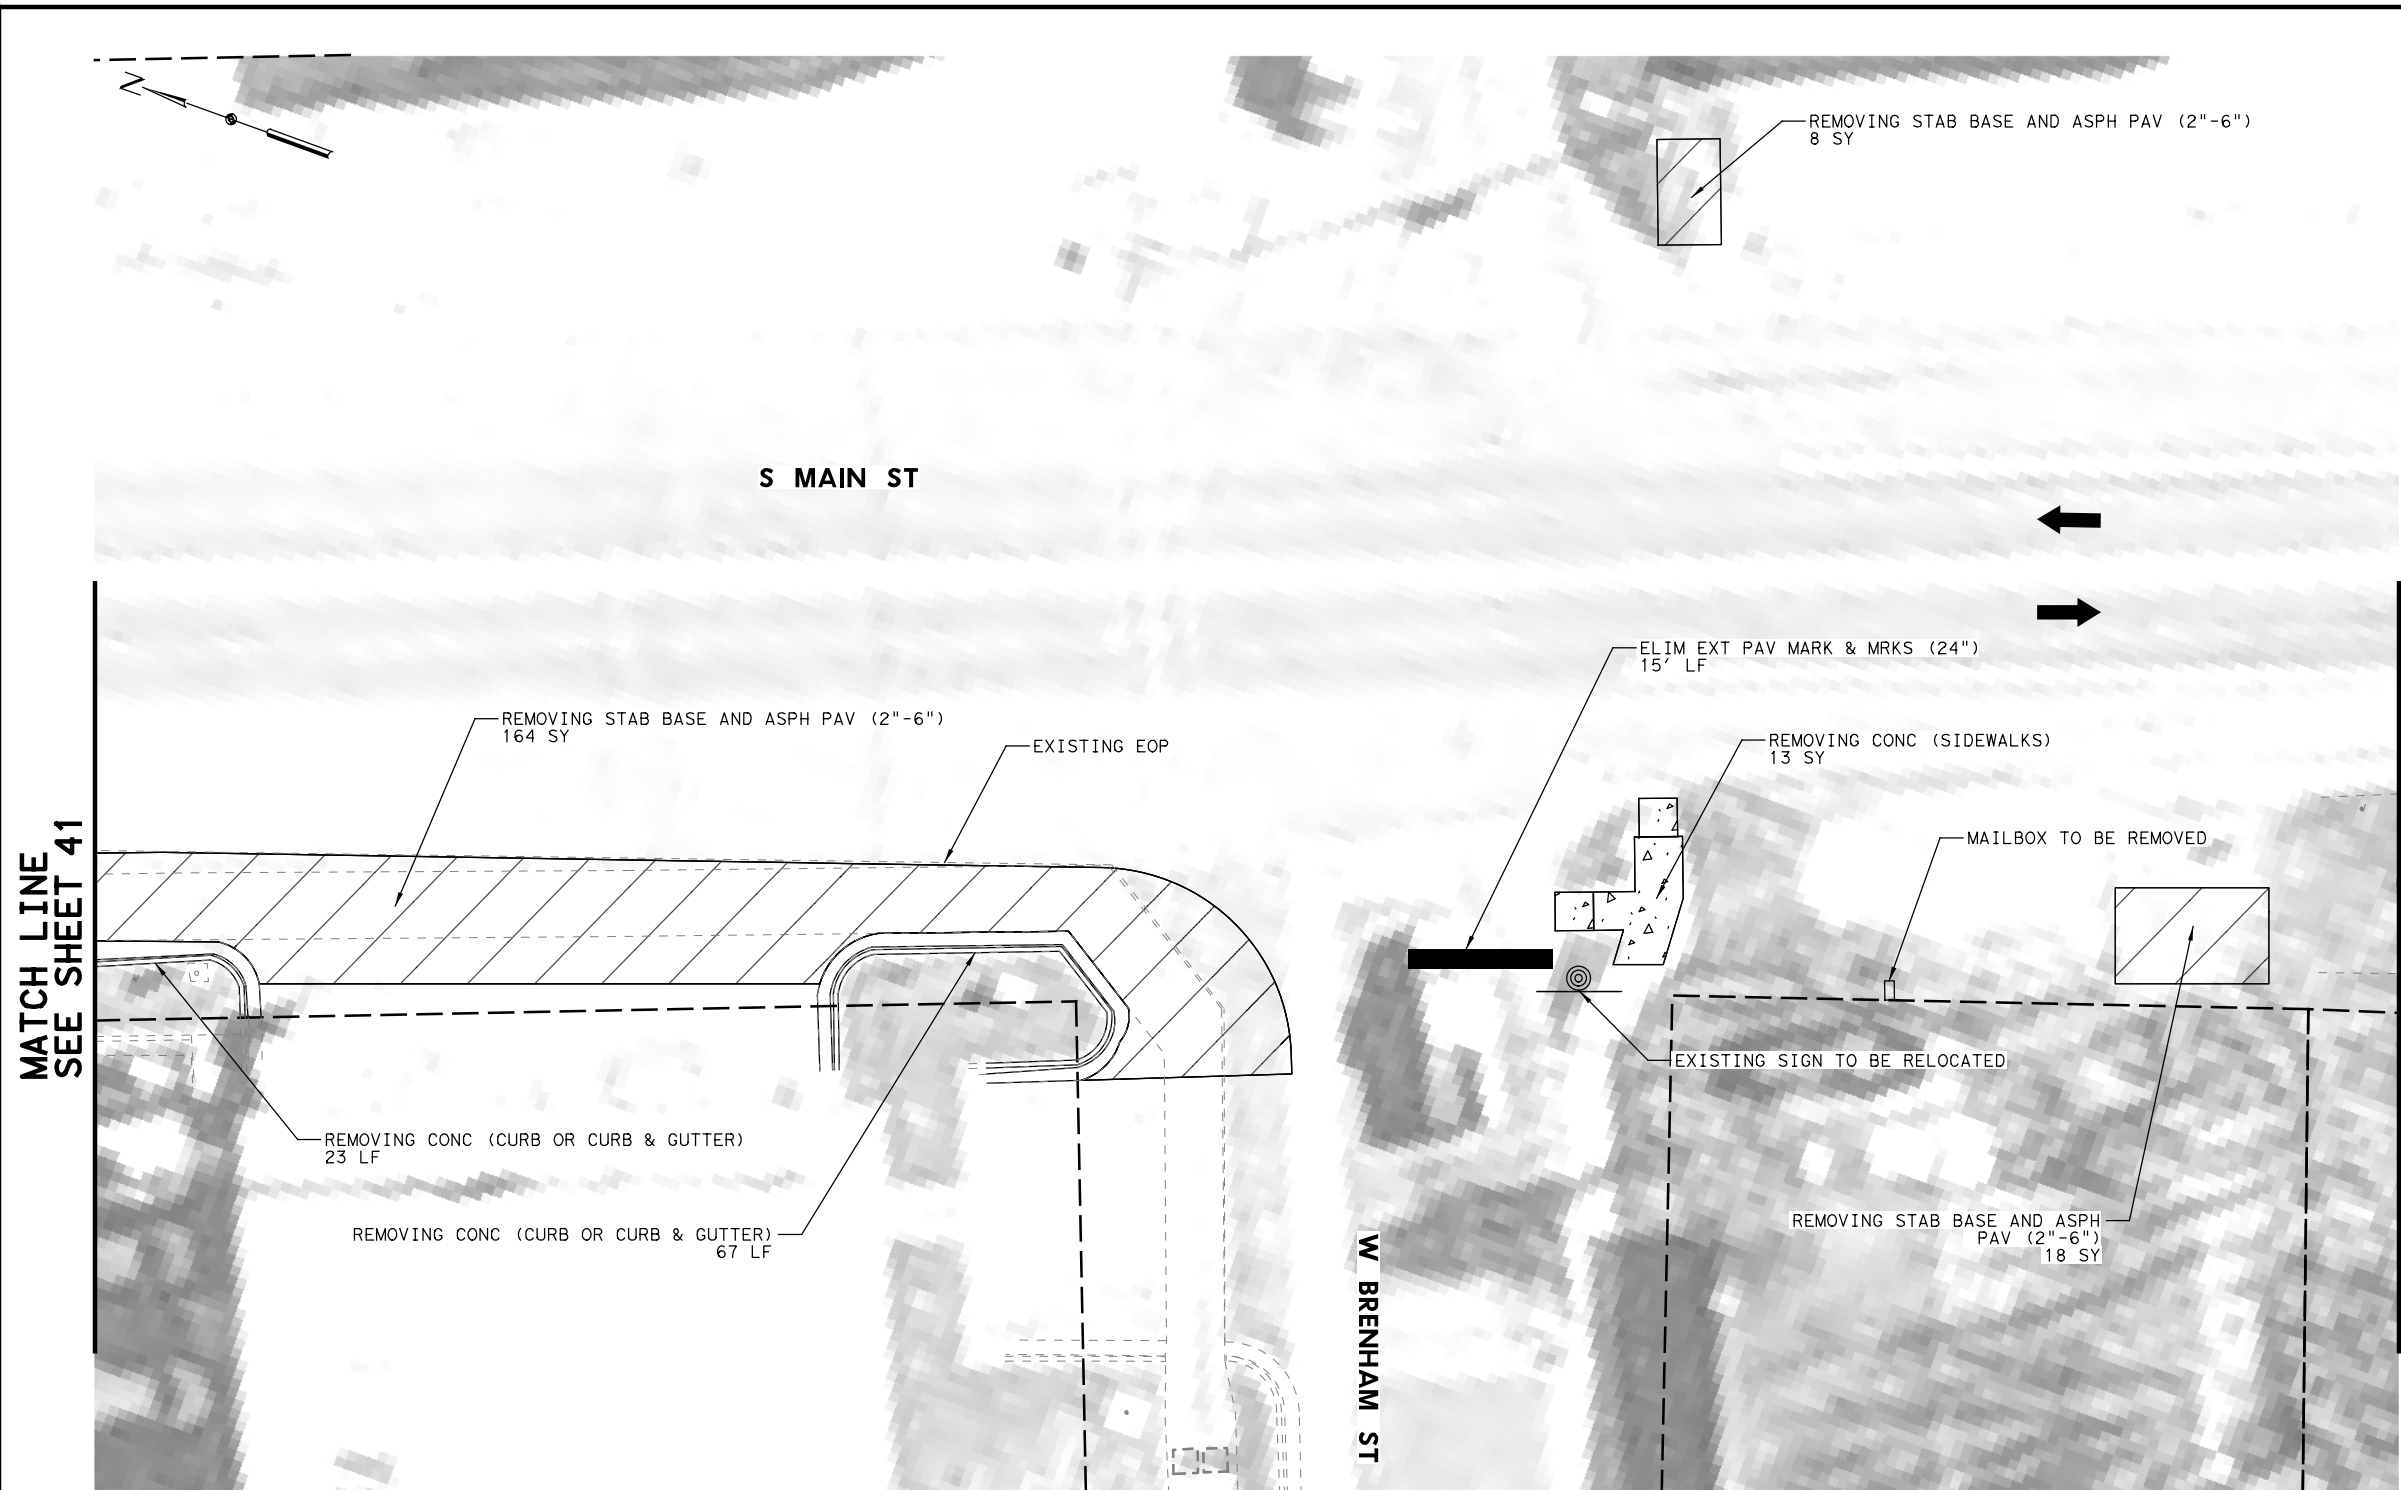 N
REMOVING STAB BASE AND ASPH PAV (2"-6")
8 SY
S MAIN ST
ELIM EXT PAV MARK & MRKS (24")
15' LF
REMOVING STAB BASE AND ASPH PAV (2"-6")
164 SY
EXISTING EOP
REMOVING CONC (SIDEWALKS)
13 SY
MAILBOX TO BE REMOVED
MATCH LINE
SEE SHEET 41
EXISTING SIGN TO BE RELOCATED
REMOVING CONC (CURB OR CURB & GUTTER)
23 LF
REMOVING CONC (CURB OR CURB & GUTTER)
67 LF
REMOVING STAB BASE AND ASPH
PAV (2"-6")
18 SY
W BRENHAM ST